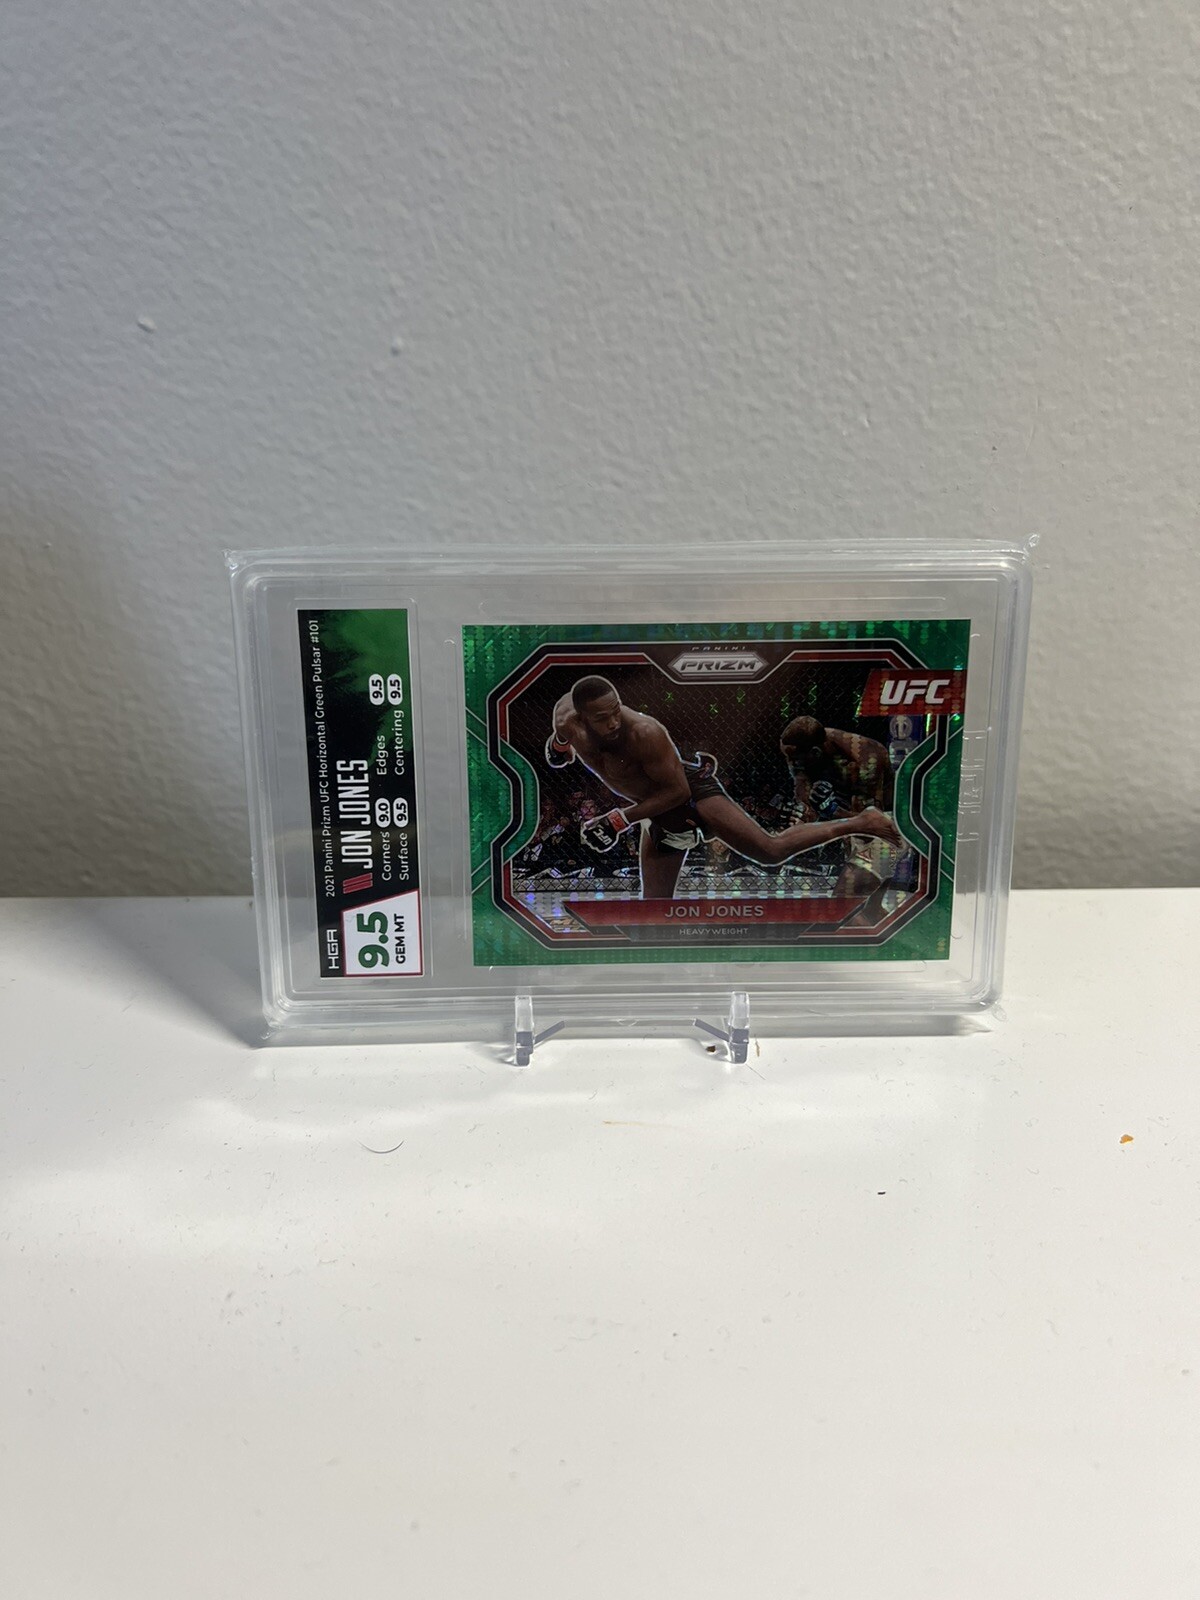 2021 Panini Prizm UFC Horizontal Green Pulsar #101
JON JONES
Corners 9.0 Edges 9.5
Surface 9.5 Centering 9.5
HGA
9.5
GEM MT
PANINI
PRIZM
UFC
UFC
JON JONES
HEAVYWEIGHT